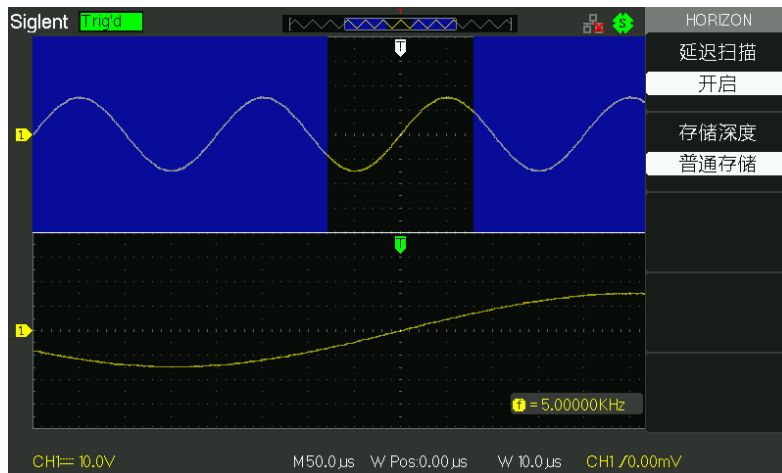 Siglent Trig'd T HORIZON
延迟扫描
开启
T
1
存储深度
普通存储
T
1
f = 5.00000KHz
CH1 10.0V M50.0μs W Pos:0.00μs W 10.0μs CH1 /0.00mV